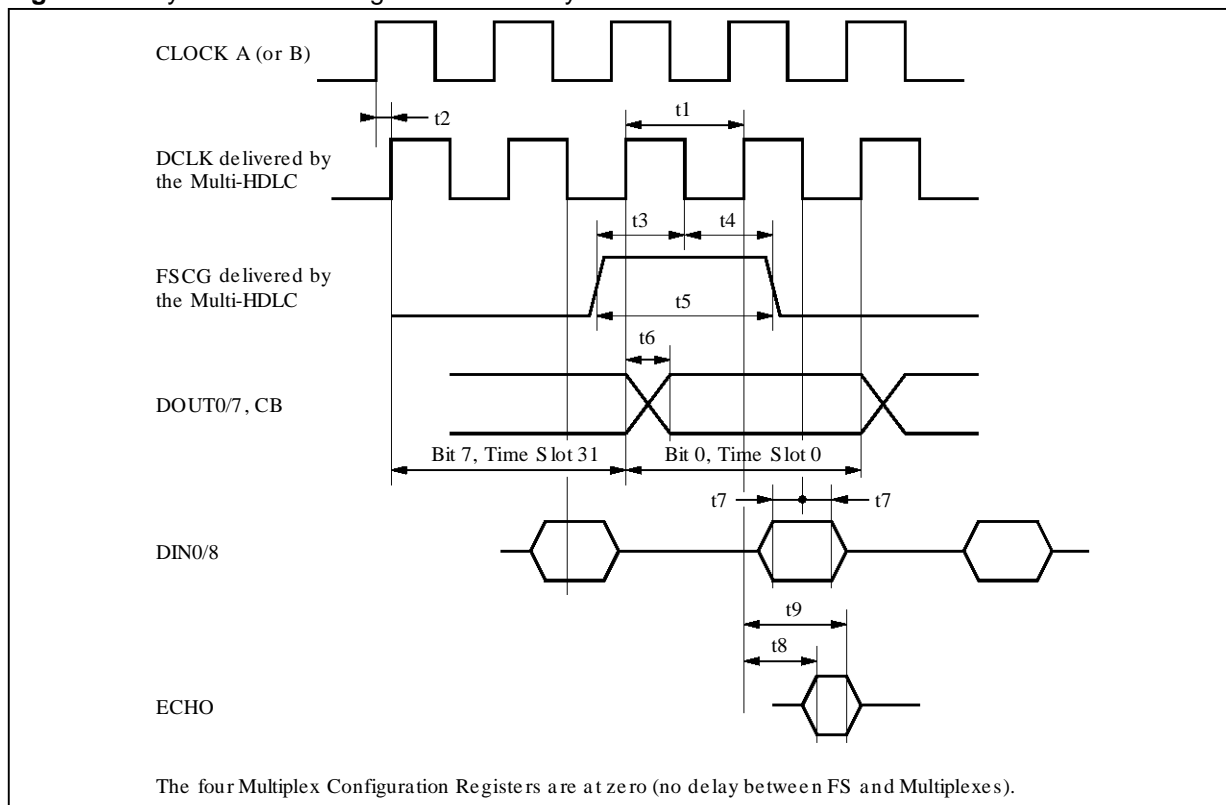 CLOCK A (or B)
t2
t1
DCLK delivered by
the Multi-HDLC
t3
t4
FSCG delivered by
the Multi-HDLC
t5
t6
DOUT0/7, CB
Bit 7, Time Slot 31
Bit 0, Time Slot 0
t7
t7
DIN0/8
t9
t8
ECHO
The four Multiplex Configuration Registers are at zero (no delay between FS and Multiplexes).